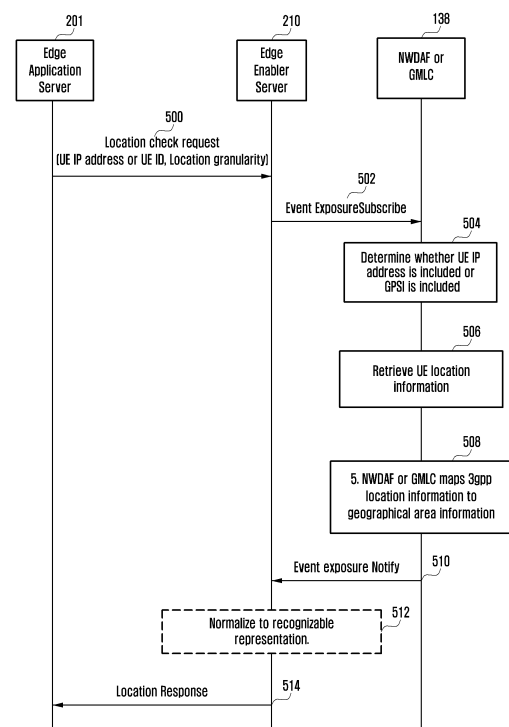 201
210
138
Edge
Application
Server
Edge
Enabler
Server
NWDAF or
GMLC
500
Location check request
(UE IP address or UE ID, Location granularity)
502
Event ExposureSubscribe
504
Determine whether UE IP
address is included or
GPSI is included
506
Retrieve UE location
information
508
5. NWDAF or GMLC maps 3gpp
location information to
geographical area information
Event exposure Notify
510
512
Normalize to recognizable
representation.
Location Response
514